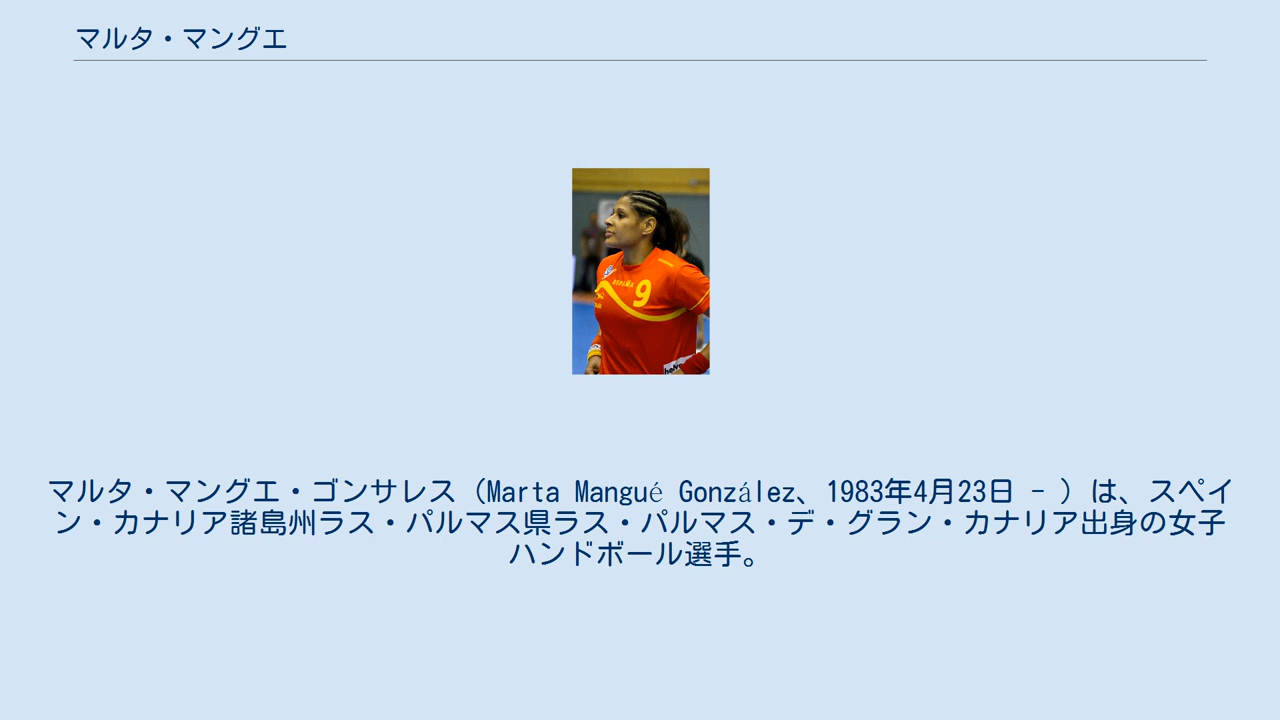 マルタ・マングエ
ESPAÑA
9
マルタ・マングエ・ゴンサレス（Marta Mangué González、1983年4月23日 - ）は、スペイ
ン・カナリア諸島州ラス・パルマス県ラス・パルマス・デ・グラン・カナリア出身の女子
ハンドボール選手。